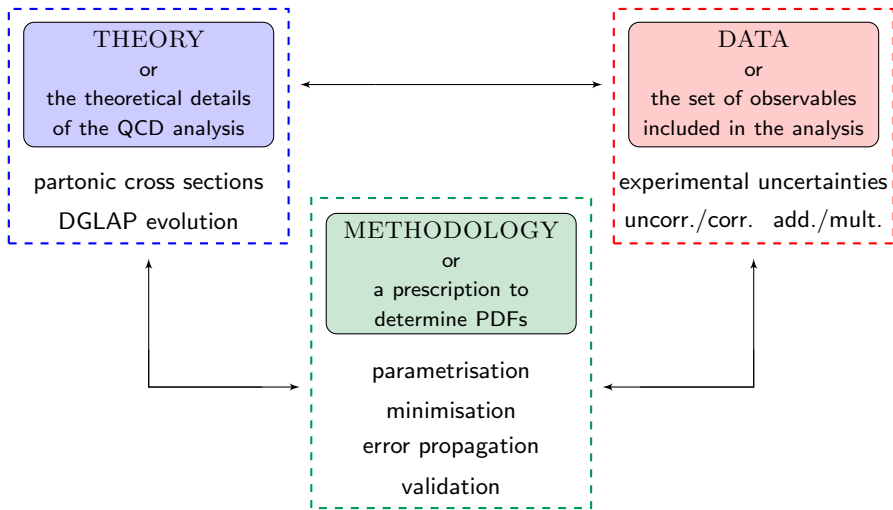 THEORY
or
the theoretical details
of the QCD analysis
partonic cross sections
DGLAP evolution
DATA
or
the set of observables
included in the analysis
experimental uncertainties
uncorr./corr. add./mult.
METHODOLOGY
or
a prescription to
determine PDFs
parametrisation
minimisation
error propagation
validation